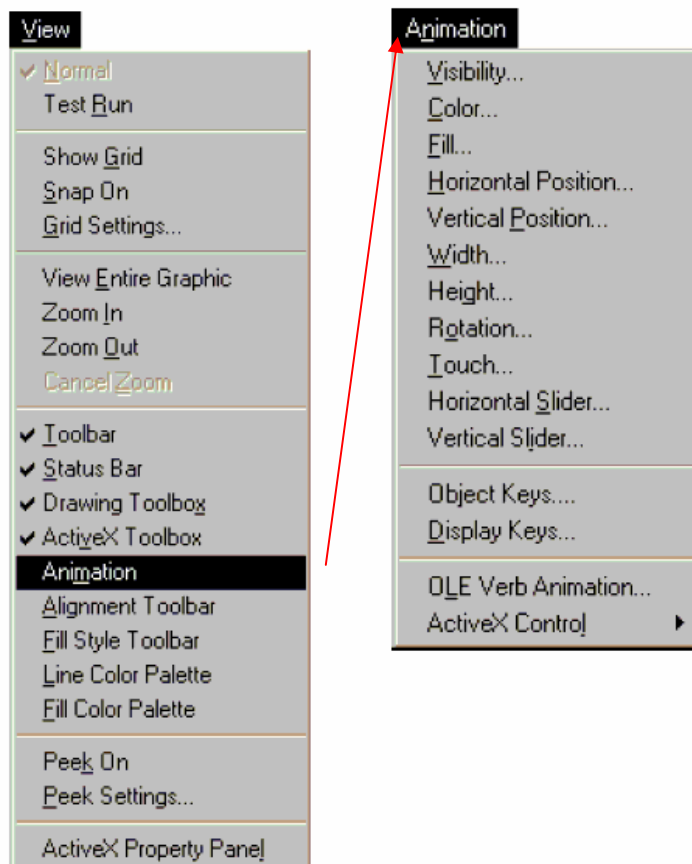 View
Normal
Test Run
Show Grid
Snap On
Grid Settings...
View Entire Graphic
Zoom In
Zoom Out
Cancel Zoom
Toolbar
Status Bar
Drawing Toolbox
ActiveX Toolbox
Animation
Alignment Toolbar
Fill Style Toolbar
Line Color Palette
Fill Color Palette
Peek On
Peek Settings...
ActiveX Property Panel
Animation
Visibility...
Color...
Fill...
Horizontal Position...
Vertical Position...
Width...
Height...
Rotation...
Touch...
Horizontal Slider...
Vertical Slider...
Object Keys....
Display Keys...
OLE Verb Animation...
ActiveX Control